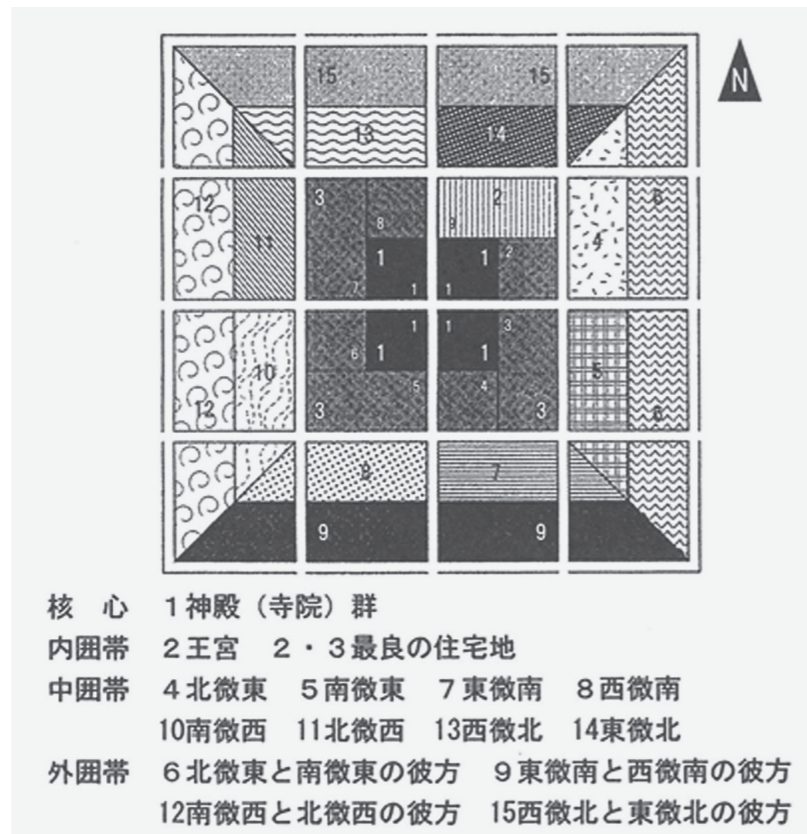 N
15 15
13 14
12 3 8 2 9 4 6
11 1 1 2
7 1 1
1 1 3
10 6 1 1 5
12 3 5 4 3 6
8 7
9 9
核 心 1神殿（寺院）群
内囲帯 2王宮 2・3最良の住宅地
中囲帯 4北微東 5南微東 7東微南 8西微南
10南微西 11北微西 13西微北 14東微北
外囲帯 6北微東と南微東の彼方 9東微南と西微南の彼方
12南微西と北微西の彼方 15西微北と東微北の彼方